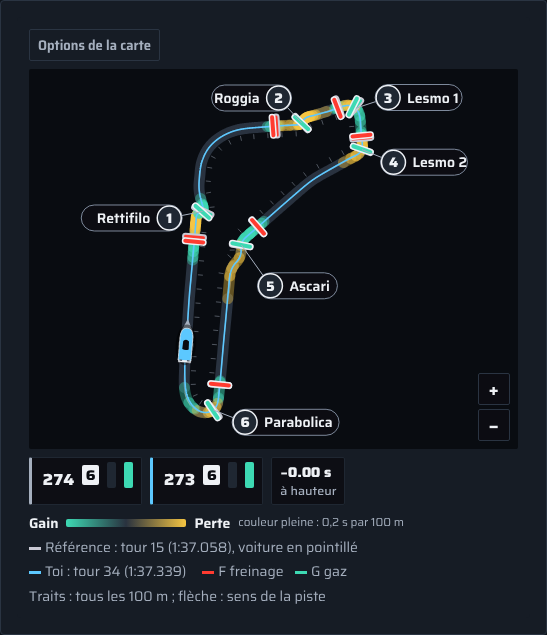 Options de la carte
Roggia 2
3 Lesmo 1
4 Lesmo 2
Rettifilo 1
5 Ascari
6 Parabolica
+
−
274 6
273 6
−0.00 s
à hauteur
Gain Perte couleur pleine : 0,2 s par 100 m
Référence : tour 15 (1:37.058), voiture en pointillé
Toi : tour 34 (1:37.339) F freinage G gaz
Traits : tous les 100 m ; flèche : sens de la piste